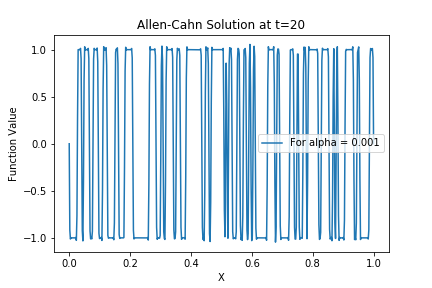 Allen-Cahn Solution at t=20
1.0
0.5
0.0
−0.5
−1.0
Function Value
For alpha = 0.001
0.0 0.2 0.4 0.6 0.8 1.0
X